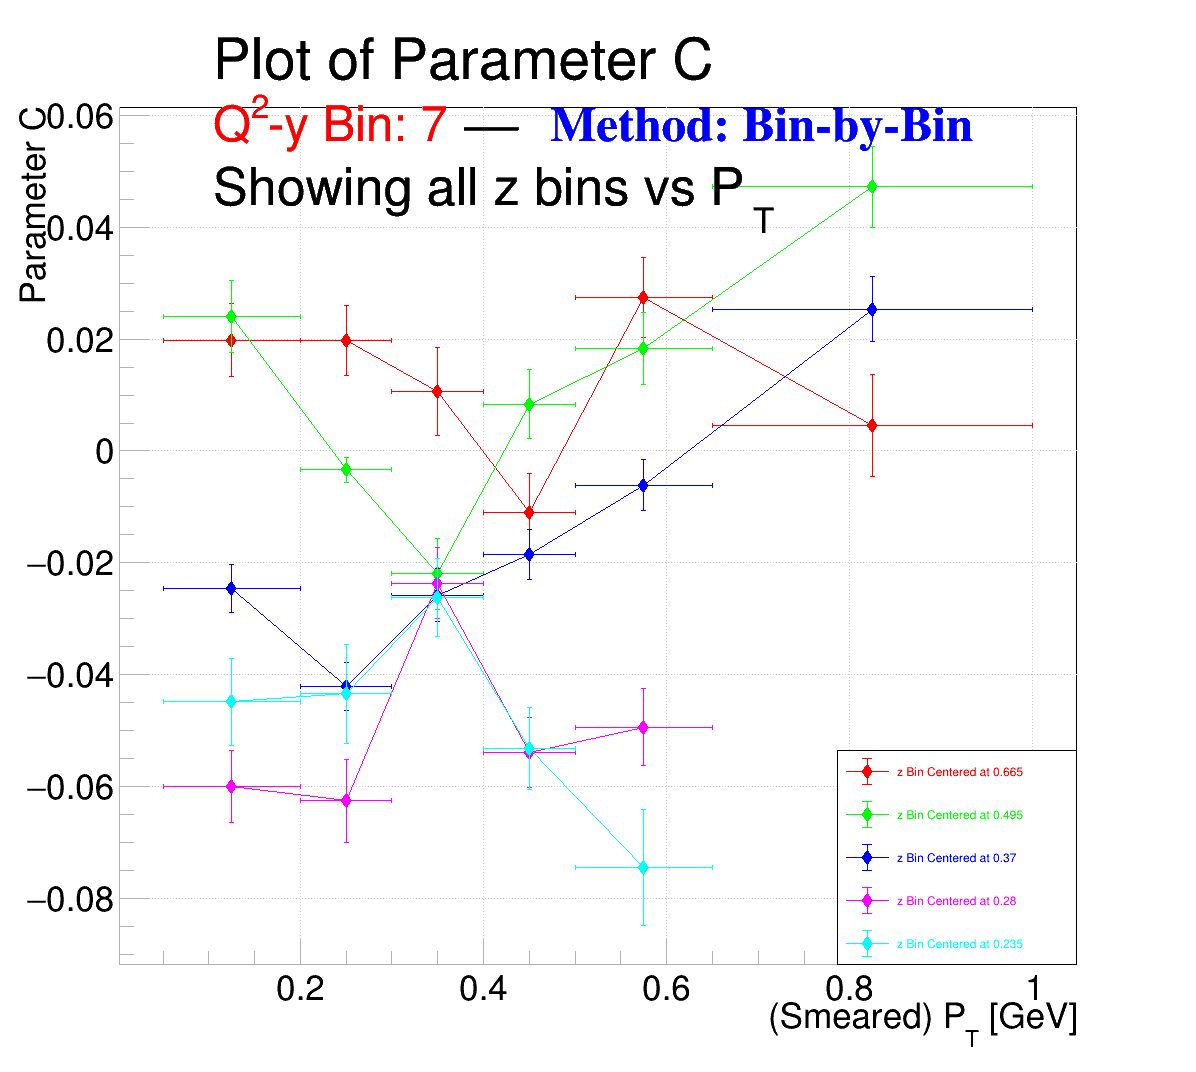 Plot of Parameter C
Q²-y Bin: 7 — Method: Bin-by-Bin
Showing all z bins vs P_T
Parameter C
0.06
0.04
0.02
0
−0.02
−0.04
−0.06
−0.08
z Bin Centered at 0.665
z Bin Centered at 0.495
z Bin Centered at 0.37
z Bin Centered at 0.28
z Bin Centered at 0.235
0.2 0.4 0.6 0.8 1
(Smeared) P_T [GeV]